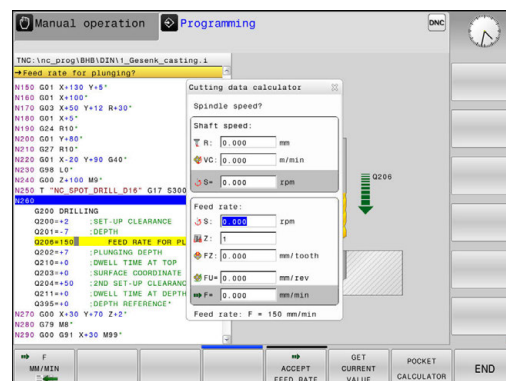 Manual operation
Programming
DNC
TNC:\nc_prog\BHB\DIN\1_Gesenk_casting.i
→Feed rate for plunging?
N150 G01 X+130 Y+5*
N160 G01 X+100*
N170 G03 X+50 Y+12 R+30*
N180 G01 X+5*
N190 G24 R10*
N200 G01 Y+80*
N210 G27 R10*
N220 G01 X-20 Y+90 G40*
N230 G98 L0*
N240 G00 Z+100 M9*
N250 T "NC_SPOT_DRILL_D16" G17 S300
N260
G200 DRILLING
Q200=+2 ;SET-UP CLEARANCE
Q201=-7 ;DEPTH
Q206=150 FEED RATE FOR PL
Q202=+7 ;PLUNGING DEPTH
Q210=+0 ;DWELL TIME AT TOP
Q203=+0 ;SURFACE COORDINATE
Q204=+50 ;2ND SET-UP CLEARANC
Q211=+0 ;DWELL TIME AT DEPTH
Q395=+0 ;DEPTH REFERENCE*
N270 G00 X+30 Y+70 Z+2*
N280 G79 M8*
N290 G00 G91 X+30 M99*
Cutting data calculator
Spindle speed?
Shaft speed:
R: 0.000 mm
VC: 0.000 m/min
S= 0.000 rpm
Feed rate:
S: 0.000 rpm
Z: 1
FZ: 0.000 mm/tooth
FU= 0.000 mm/rev
F= 0.000 mm/min
Feed rate: F = 150 mm/min
Q206
F
MM/MIN
ACCEPT
FEED RATE
GET
CURRENT
VALUE
POCKET
CALCULATOR
END